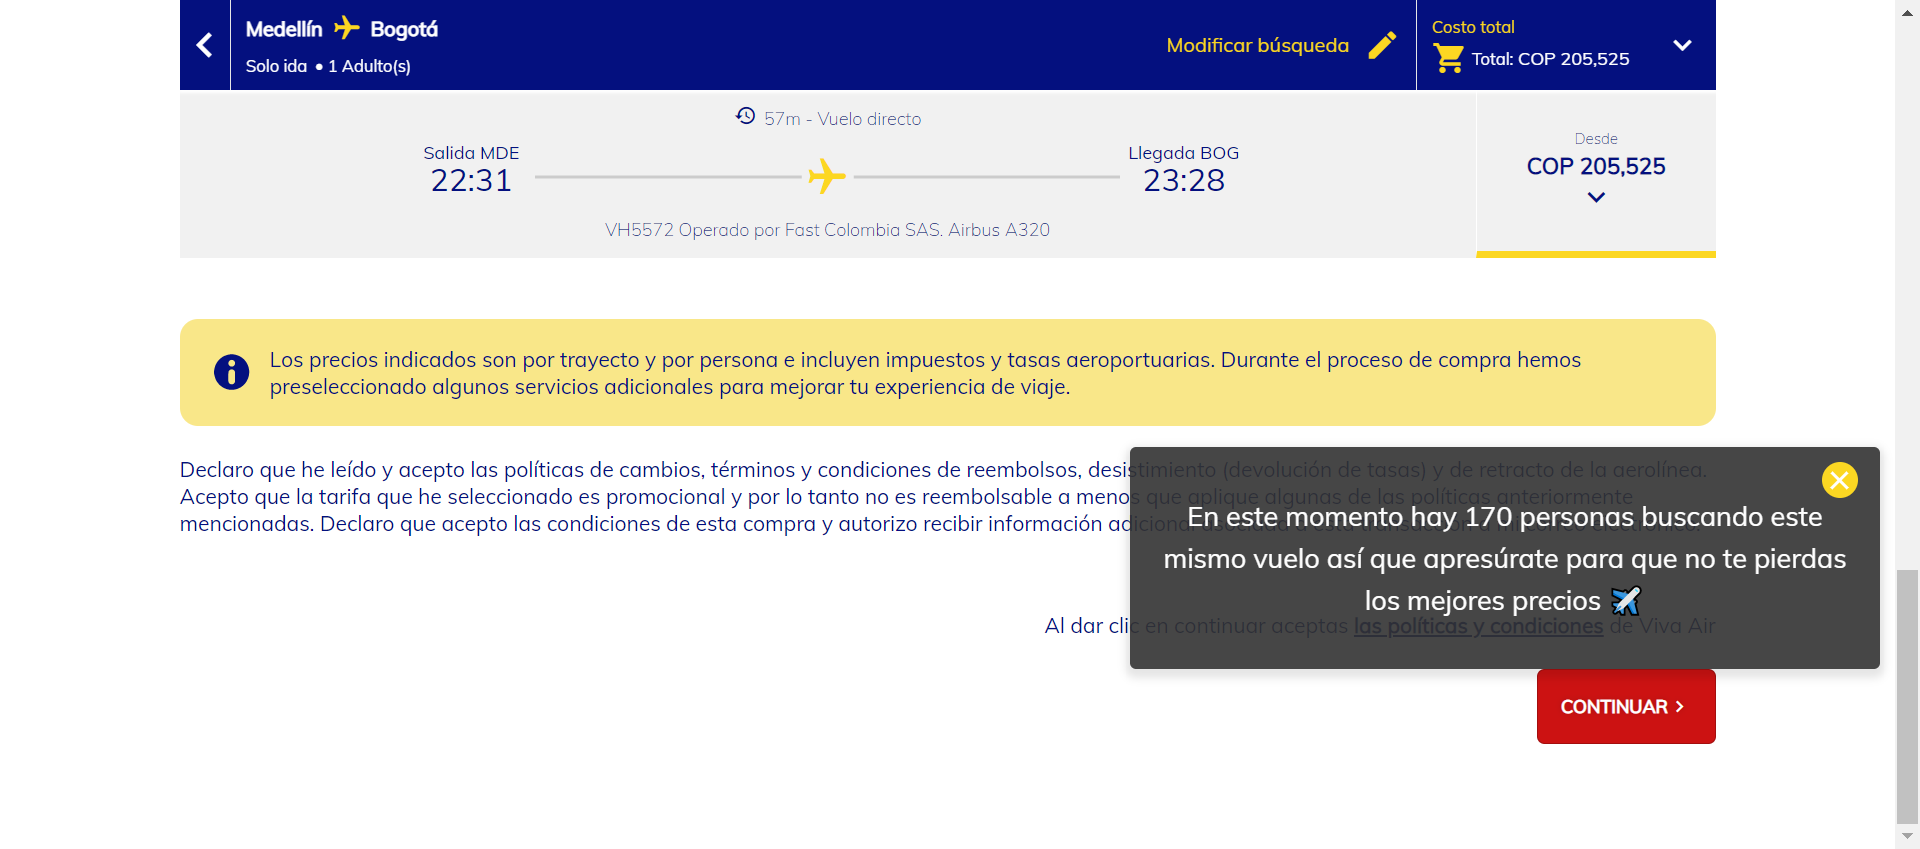 Medellín Bogotá
Solo ida • 1 Adulto(s)
Modificar búsqueda
Costo total
Total: COP 205,525
57m - Vuelo directo
Salida MDE
22:31
Llegada BOG
23:28
VH5572 Operado por Fast Colombia SAS. Airbus A320
Desde
COP 205,525
Los precios indicados son por trayecto y por persona e incluyen impuestos y tasas aeroportuarias. Durante el proceso de compra hemos
preseleccionado algunos servicios adicionales para mejorar tu experiencia de viaje.
Declaro que he leído y acepto las políticas de cambios, términos y condiciones de reembolsos, desistimiento (devolución de tasas) y de retracto de la aerolínea.
Acepto que la tarifa que he seleccionado es promocional y por lo tanto no es reembolsable a menos que aplique algunas de las políticas anteriormente
mencionadas. Declaro que acepto las condiciones de esta compra y autorizo recibir información adicional asociada a esta transacción a mi correo electrónico.
En este momento hay 170 personas buscando este
mismo vuelo así que apresúrate para que no te pierdas
los mejores precios ✈️
Al dar clic en continuar aceptas las políticas y condiciones de Viva Air
CONTINUAR